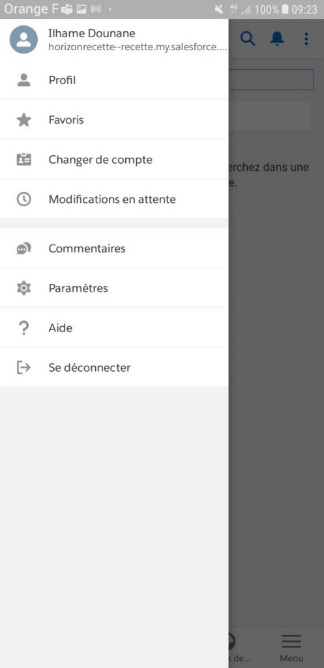 Orange F 100% 09:23
Ilhame Dounane
horizonrecette--recette.my.salesforce....
Profil
Favoris
Changer de compte
erchez dans une
e.
Modifications en attente
Commentaires
Paramètres
Aide
Se déconnecter
de...
Menu